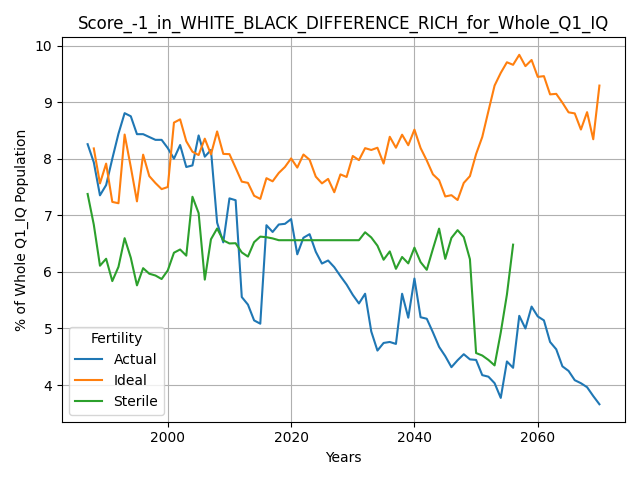 Score_-1_in_WHITE_BLACK_DIFFERENCE_RICH_for_Whole_Q1_IQ
% of Whole Q1_IQ Population
10
9
8
7
6
5
4
Fertility
Actual
Ideal
Sterile
2000 2020 2040 2060
Years